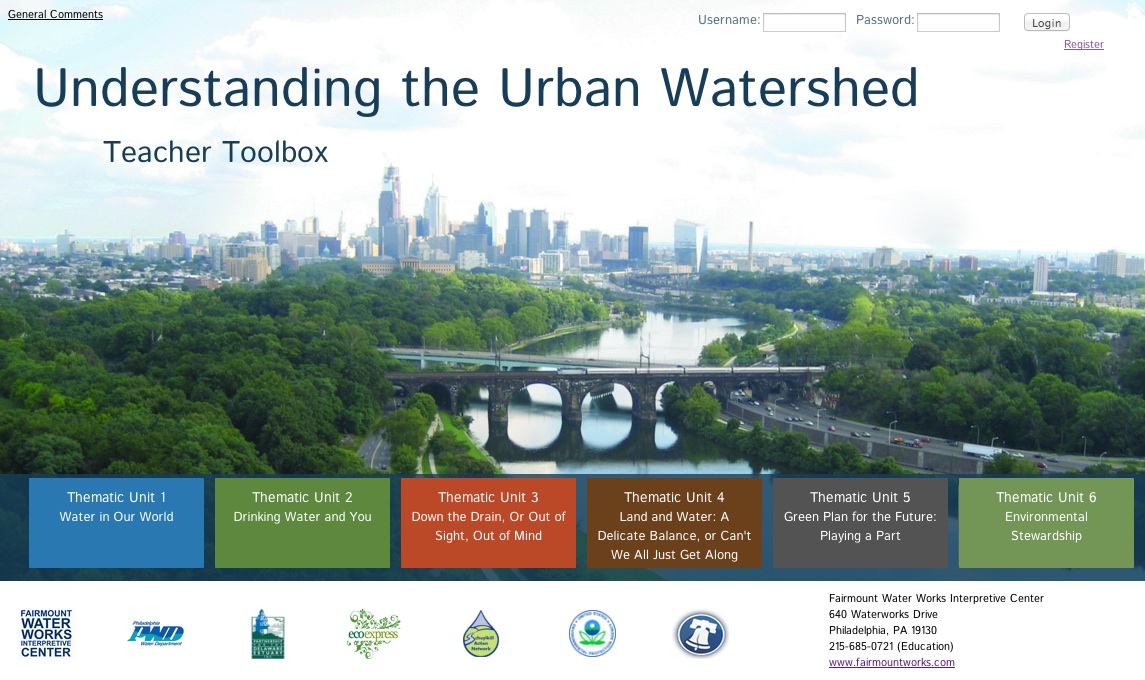 General Comments
Username:
Password:
Login
Register
Understanding the Urban Watershed
Teacher Toolbox
Thematic Unit 1
Water in Our World
Thematic Unit 2
Drinking Water and You
Thematic Unit 3
Down the Drain, Or Out of
Sight, Out of Mind
Thematic Unit 4
Land and Water: A
Delicate Balance, or Can't
We All Just Get Along
Thematic Unit 5
Green Plan for the Future:
Playing a Part
Thematic Unit 6
Environmental
Stewardship
FAIRMOUNT
WATER
WORKS
INTERPRETIVE
CENTER
Philadelphia
PWD
Water Department
PARTNERSHIP
DELAWARE
ESTUARY
ecoexpress
Schuylkill
Action
Network
Fairmount Water Works Interpretive Center
640 Waterworks Drive
Philadelphia, PA 19130
215-685-0721 (Education)
www.fairmountworks.com